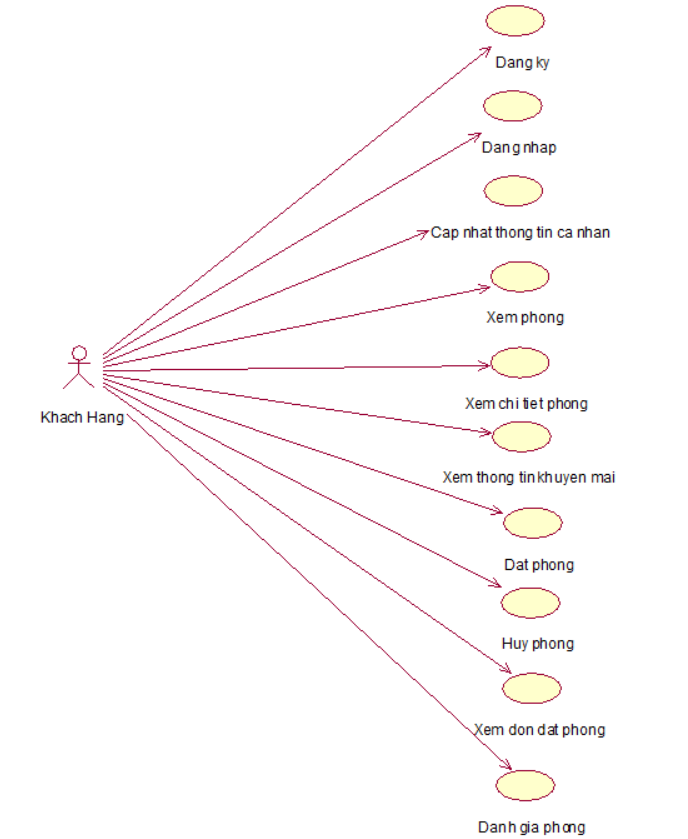 Dang ky
Dang nhap
Cap nhat thong tin ca nhan
Xem phong
Khach Hang
Xem chi tiet phong
Xem thong tin khuyen mai
Dat phong
Huy phong
Xem don dat phong
Danh gia phong